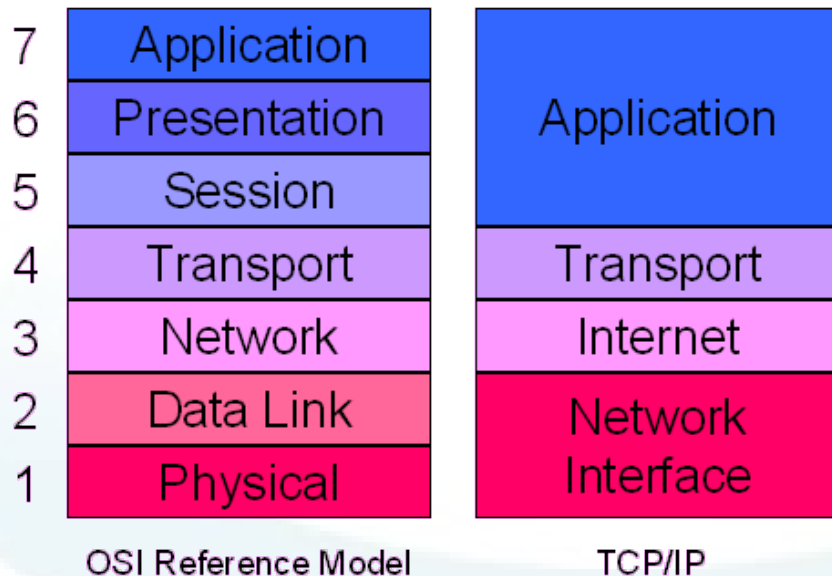 7 Application
6 Presentation
5 Session
4 Transport
3 Network
2 Data Link
1 Physical
OSI Reference Model
Application
Transport
Internet
Network
Interface
TCP/IP